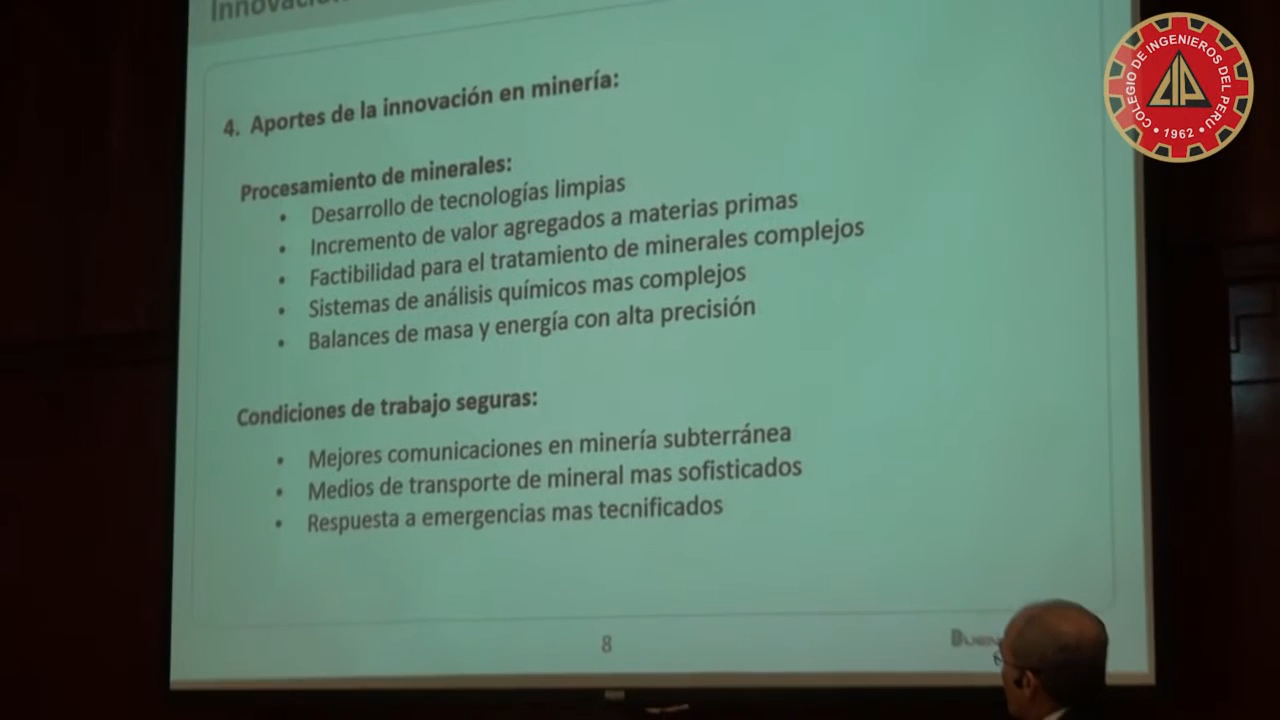 4. Aportes de la innovación en minería:
Procesamiento de minerales:
• Desarrollo de tecnologías limpias
• Incremento de valor agregados a materias primas
• Factibilidad para el tratamiento de minerales complejos
• Sistemas de análisis químicos mas complejos
• Balances de masa y energía con alta precisión
Condiciones de trabajo seguras:
• Mejores comunicaciones en minería subterránea
• Medios de transporte de mineral mas sofisticados
• Respuesta a emergencias mas tecnificados
8
COLEGIO DE INGENIEROS DEL PERU
• 1962 •
CIP